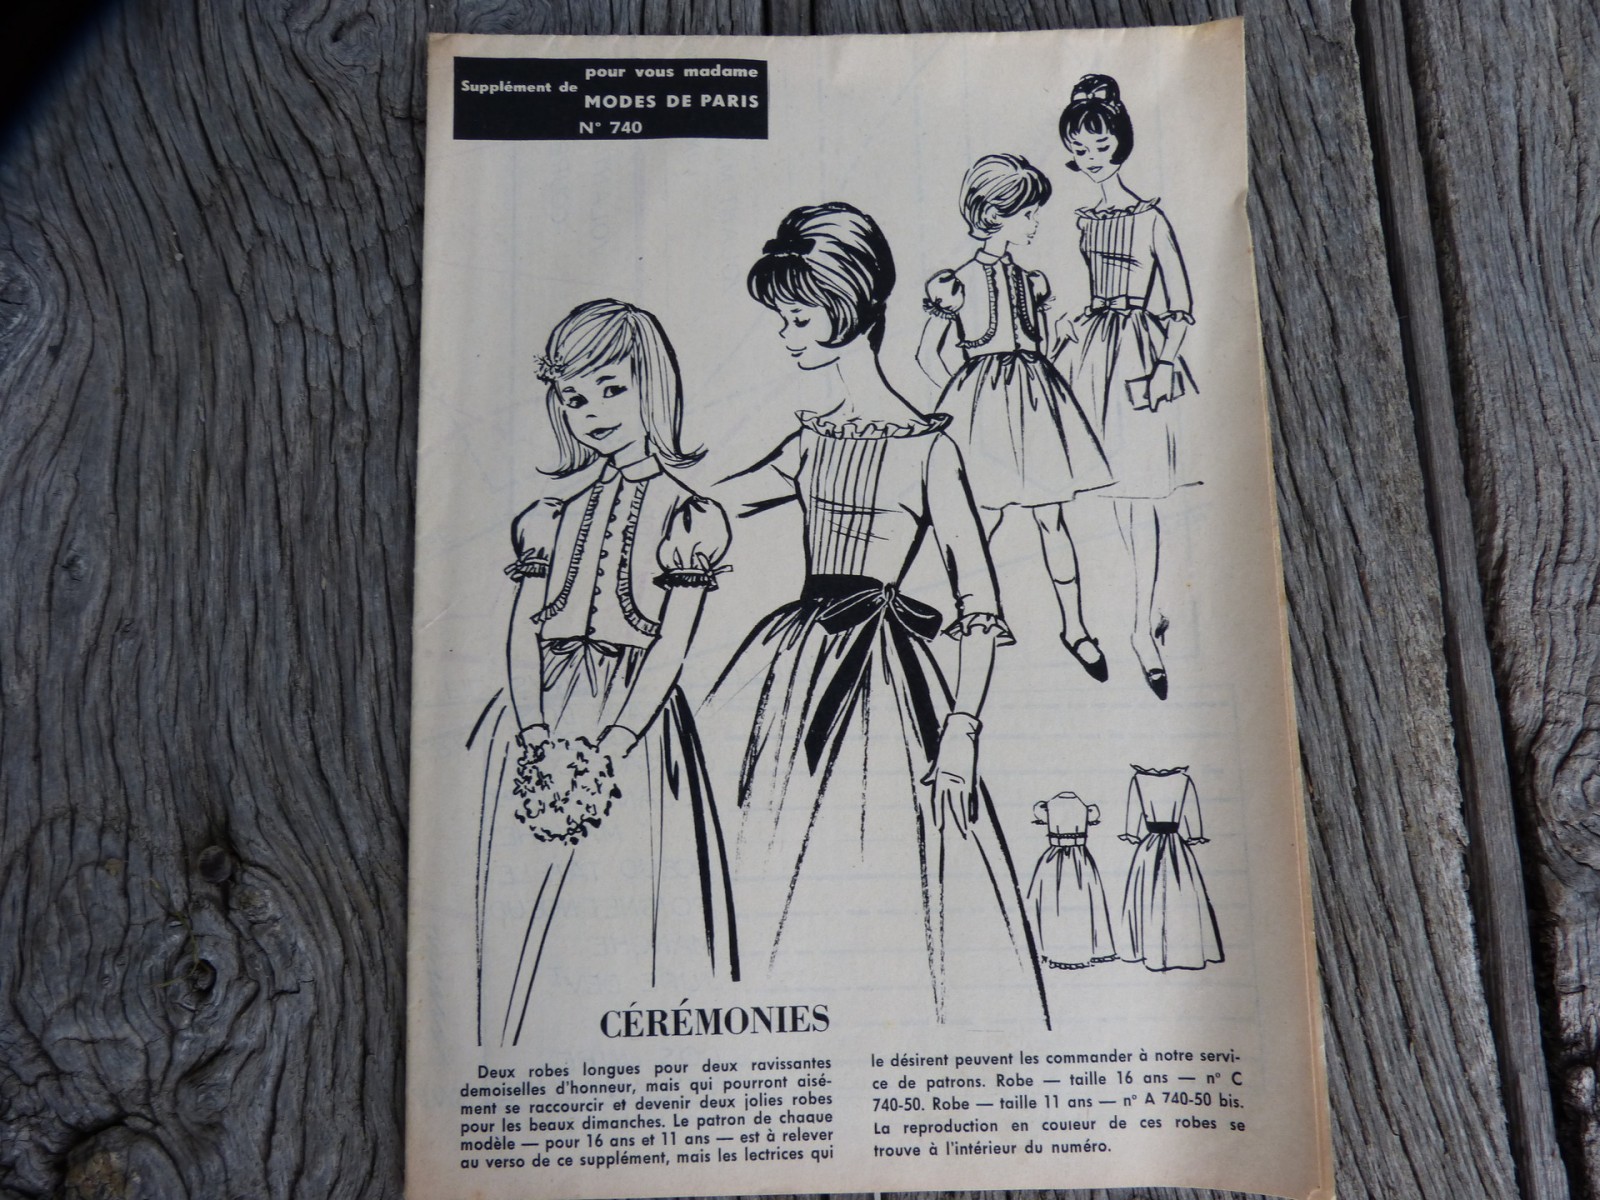 pour vous madame
Supplément de
MODES DE PARIS
N° 740
CÉRÉMONIES
Deux robes longues pour deux ravissantes
demoiselles d'honneur, mais qui pourront aisé-
ment se raccourcir et devenir deux jolies robes
pour les beaux dimanches. Le patron de chaque
modèle — pour 16 ans et 11 ans — est à relever
au verso de ce supplément, mais les lectrices qui
le désirent peuvent les commander à notre servi-
ce de patrons. Robe — taille 16 ans — n° C
740-50. Robe — taille 11 ans — n° A 740-50 bis.
La reproduction en couleur de ces robes se
trouve à l'intérieur du numéro.